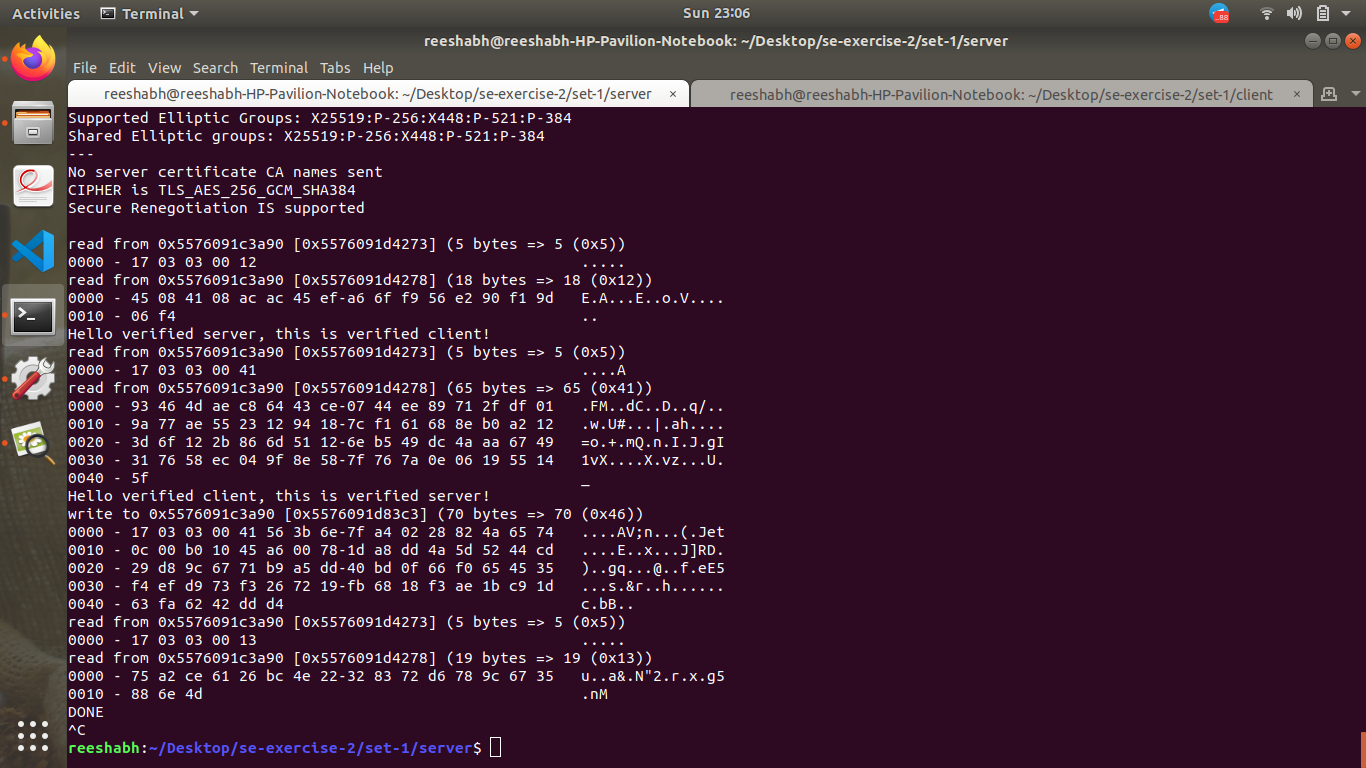 Activities Terminal Sun 23:06 .88
reeshabh@reeshabh-HP-Pavilion-Notebook: ~/Desktop/se-exercise-2/set-1/server
File Edit View Search Terminal Tabs Help
reeshabh@reeshabh-HP-Pavilion-Notebook: ~/Desktop/se-exercise-2/set-1/server × reeshabh@reeshabh-HP-Pavilion-Notebook: ~/Desktop/se-exercise-2/set-1/client ×
Supported Elliptic Groups: X25519:P-256:X448:P-521:P-384
Shared Elliptic groups: X25519:P-256:X448:P-521:P-384
---
No server certificate CA names sent
CIPHER is TLS_AES_256_GCM_SHA384
Secure Renegotiation IS supported
read from 0x5576091c3a90 [0x5576091d4273] (5 bytes => 5 (0x5))
0000 - 17 03 03 00 12 .....
read from 0x5576091c3a90 [0x5576091d4278] (18 bytes => 18 (0x12))
0000 - 45 08 41 08 ac ac 45 ef-a6 6f f9 56 e2 90 f1 9d E.A...E..o.V....
0010 - 06 f4 ..
Hello verified server, this is verified client!
read from 0x5576091c3a90 [0x5576091d4273] (5 bytes => 5 (0x5))
0000 - 17 03 03 00 41 ....A
read from 0x5576091c3a90 [0x5576091d4278] (65 bytes => 65 (0x41))
0000 - 93 46 4d ae c8 64 43 ce-07 44 ee 89 71 2f df 01 .FM..dC..D..q/..
0010 - 9a 77 ae 55 23 12 94 18-7c f1 61 68 8e b0 a2 12 .w.U#...|.ah....
0020 - 3d 6f 12 2b 86 6d 51 12-6e b5 49 dc 4a aa 67 49 =o.+.mQ.n.I.J.gI
0030 - 31 76 58 ec 04 9f 8e 58-7f 76 7a 0e 06 19 55 14 1vX....X.vz...U.
0040 - 5f _
Hello verified client, this is verified server!
write to 0x5576091c3a90 [0x5576091d83c3] (70 bytes => 70 (0x46))
0000 - 17 03 03 00 41 56 3b 6e-7f a4 02 28 82 4a 65 74 ....AV;n...(.Jet
0010 - 0c 00 b0 10 45 a6 00 78-1d a8 dd 4a 5d 52 44 cd ....E..x...J]RD.
0020 - 29 d8 9c 67 71 b9 a5 dd-40 bd 0f 66 f0 65 45 35 )..gq...@..f.eE5
0030 - f4 ef d9 73 f3 26 72 19-fb 68 18 f3 ae 1b c9 1d ...s.&r..h......
0040 - 63 fa 62 42 dd d4 c.bB..
read from 0x5576091c3a90 [0x5576091d4273] (5 bytes => 5 (0x5))
0000 - 17 03 03 00 13 .....
read from 0x5576091c3a90 [0x5576091d4278] (19 bytes => 19 (0x13))
0000 - 75 a2 ce 61 26 bc 4e 22-32 83 72 d6 78 9c 67 35 u..a&.N"2.r.x.g5
0010 - 88 6e 4d .nM
DONE
^C
reeshabh:~/Desktop/se-exercise-2/set-1/server$